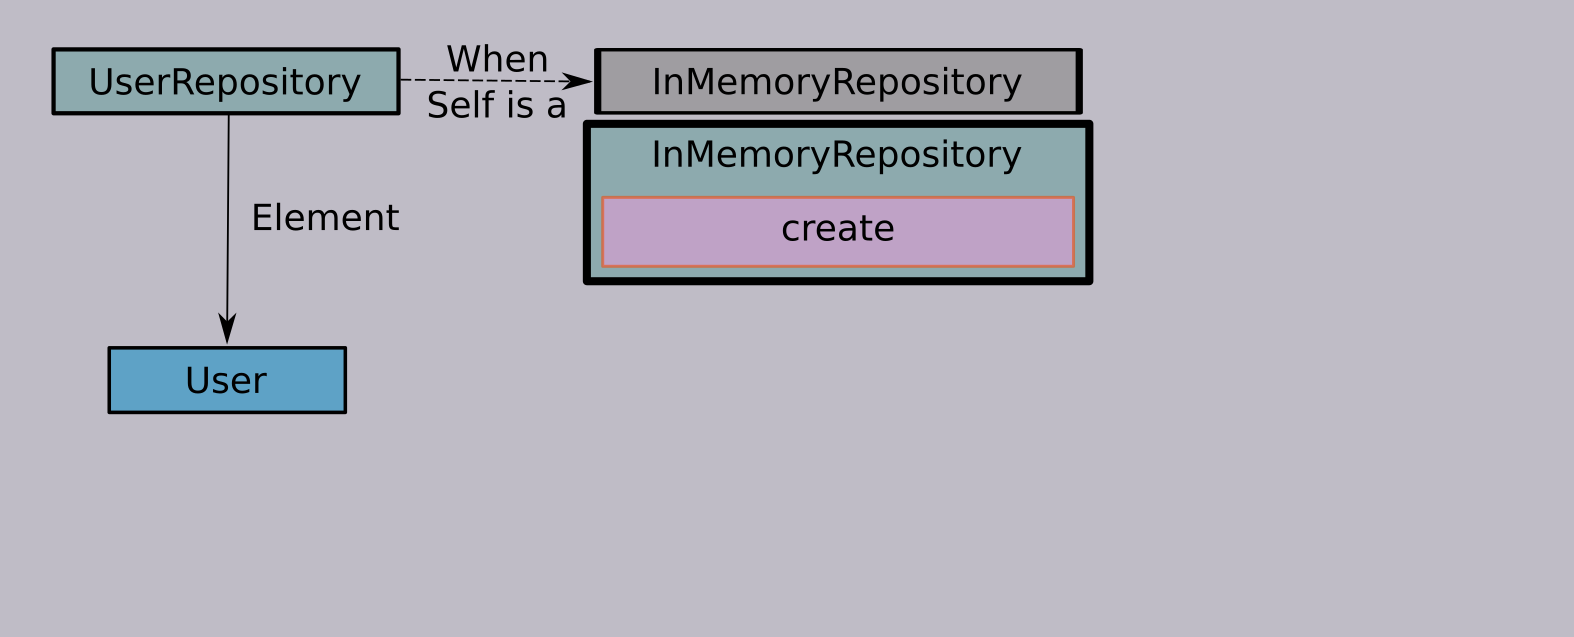 UserRepository
When
Self is a
InMemoryRepository
InMemoryRepository
create
Element
User